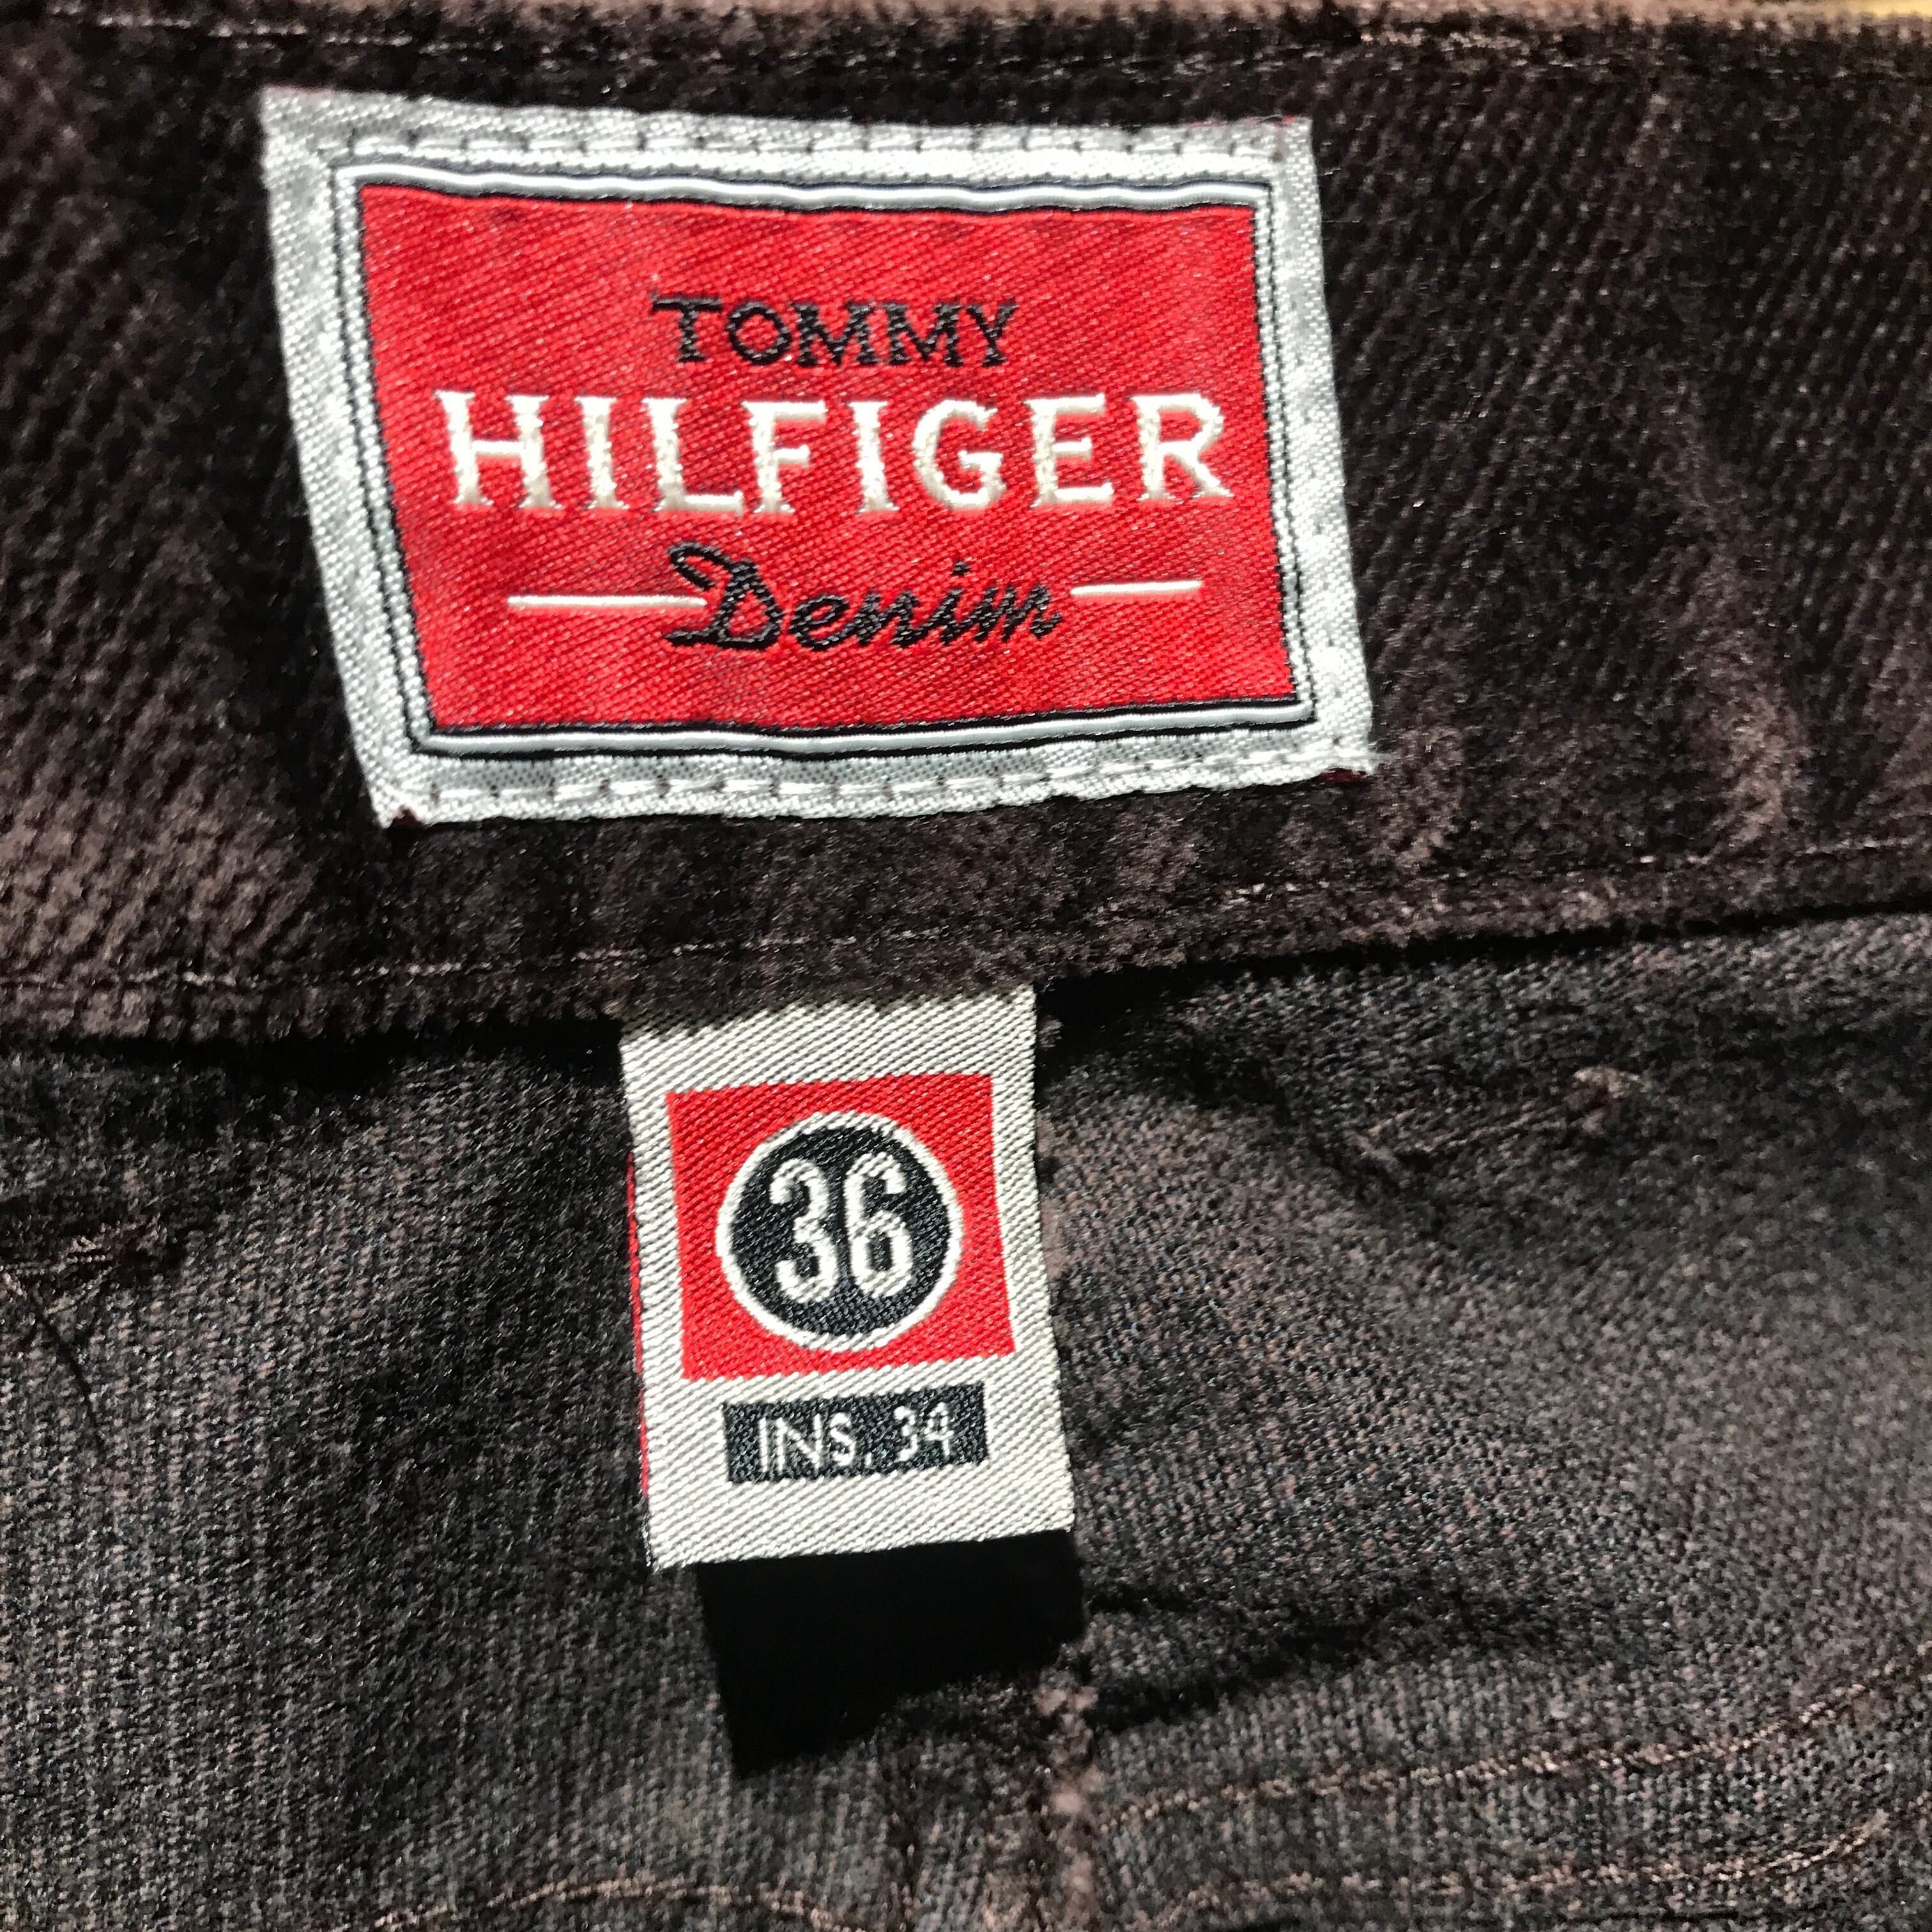 TOMMY
HILFIGER
Denim
36
INS. 34